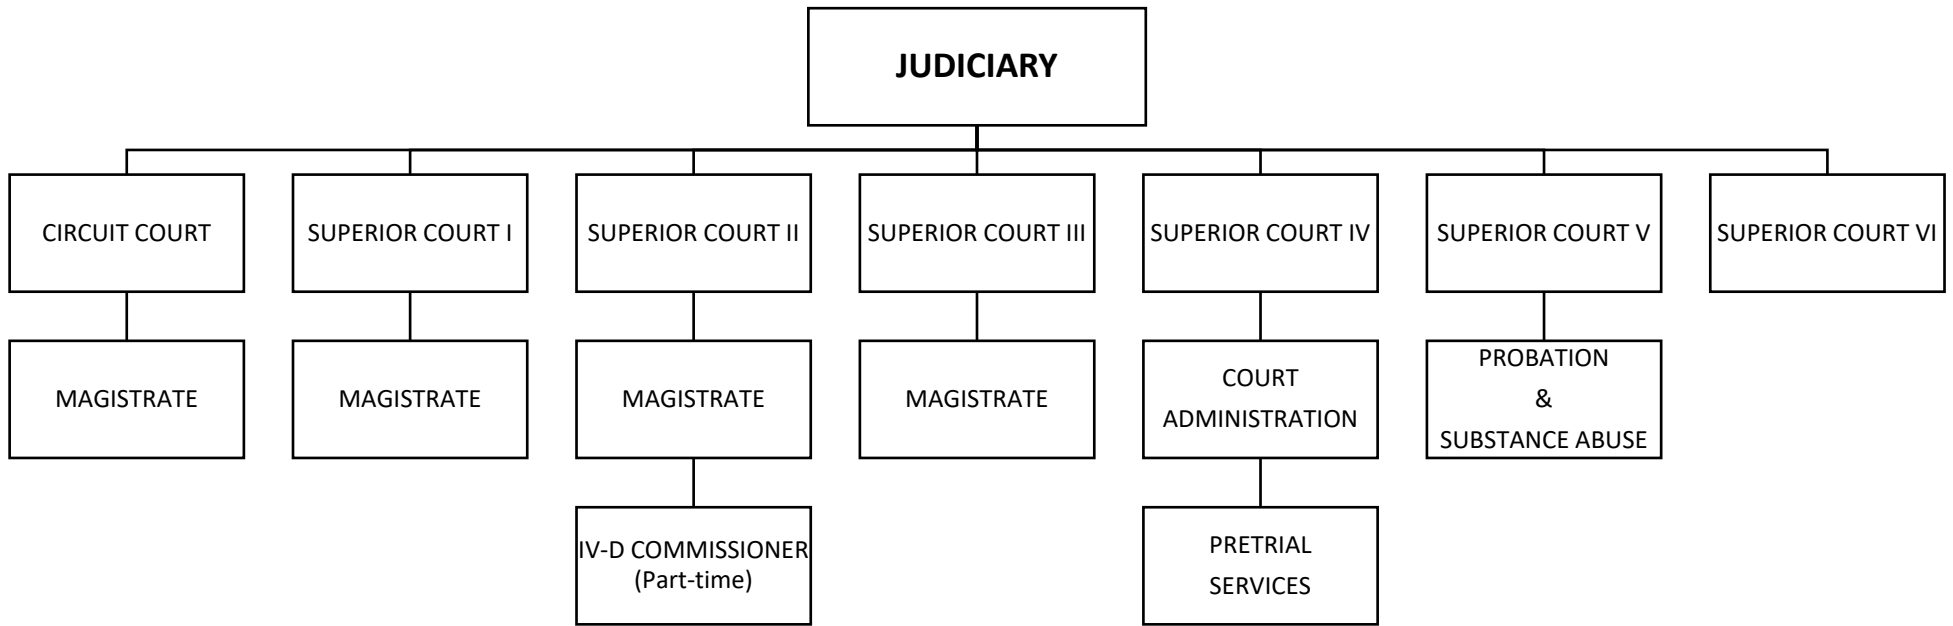 JUDICIARY
CIRCUIT COURT
SUPERIOR COURT I
SUPERIOR COURT II
SUPERIOR COURT III
SUPERIOR COURT IV
SUPERIOR COURT V
SUPERIOR COURT VI
MAGISTRATE
MAGISTRATE
MAGISTRATE
MAGISTRATE
COURT
ADMINISTRATION
PROBATION
&
SUBSTANCE ABUSE
IV-D COMMISSIONER
(Part-time)
PRETRIAL
SERVICES